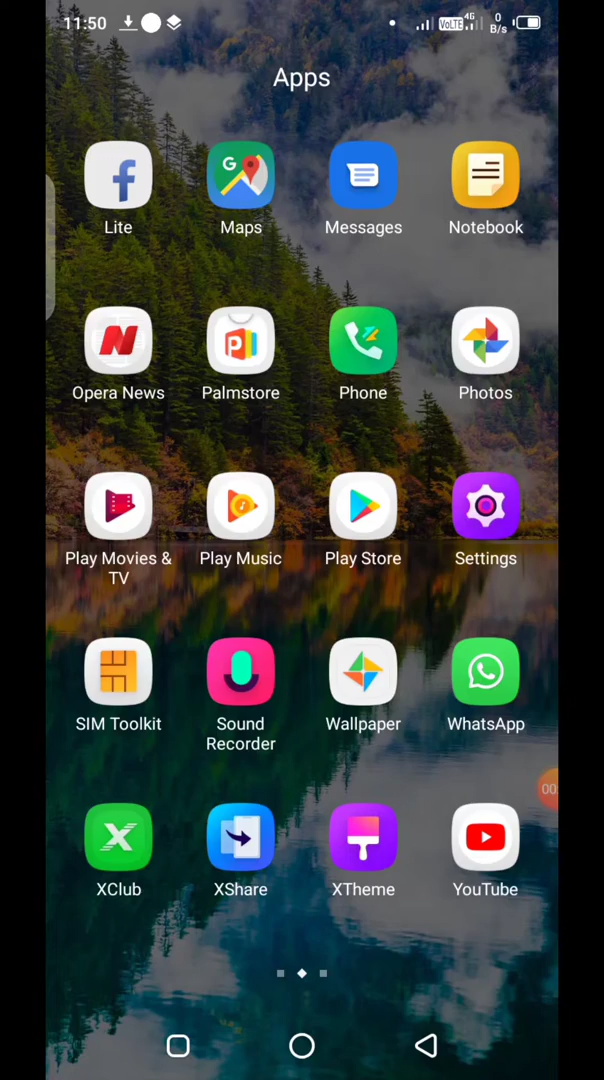 11:50 VoLTE 4G 0 B/s
Apps
Lite Maps Messages Notebook
Opera News Palmstore Phone Photos
Play Movies & TV Play Music Play Store Settings
SIM Toolkit Sound Recorder Wallpaper WhatsApp
00
XClub XShare XTheme YouTube